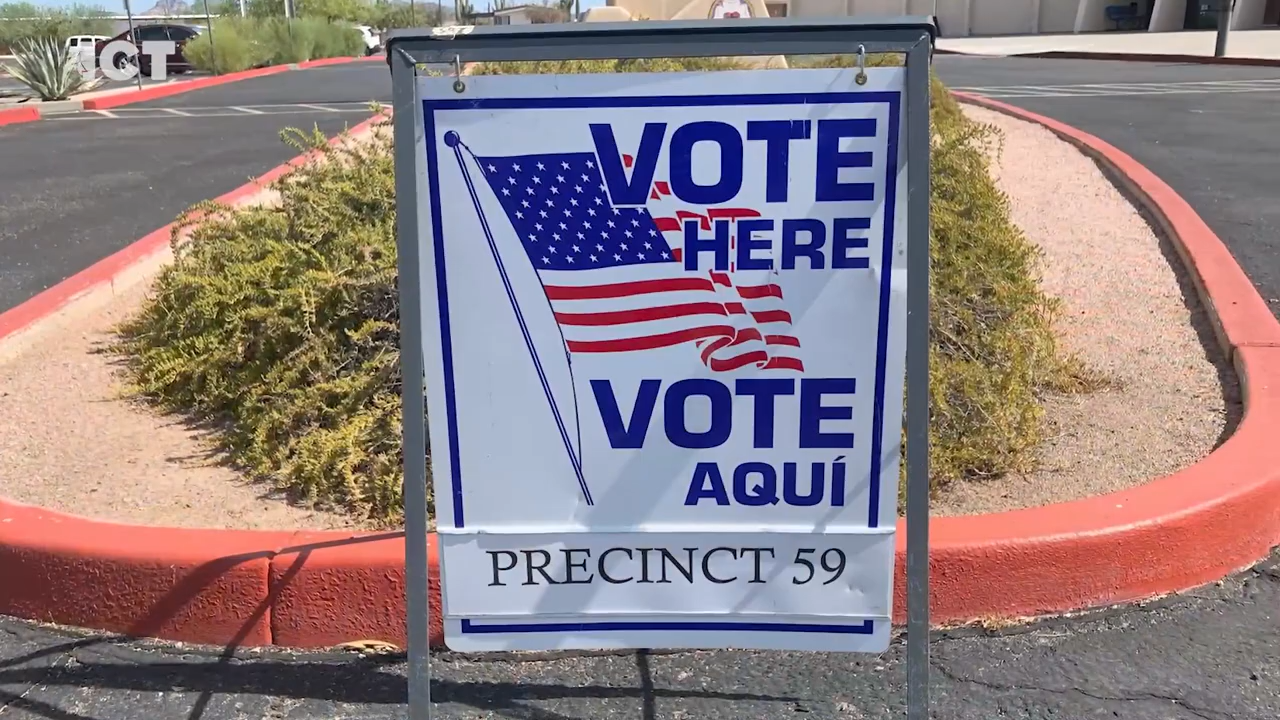 ICT
VOTE
HERE
VOTE
AQUÍ
PRECINCT 59